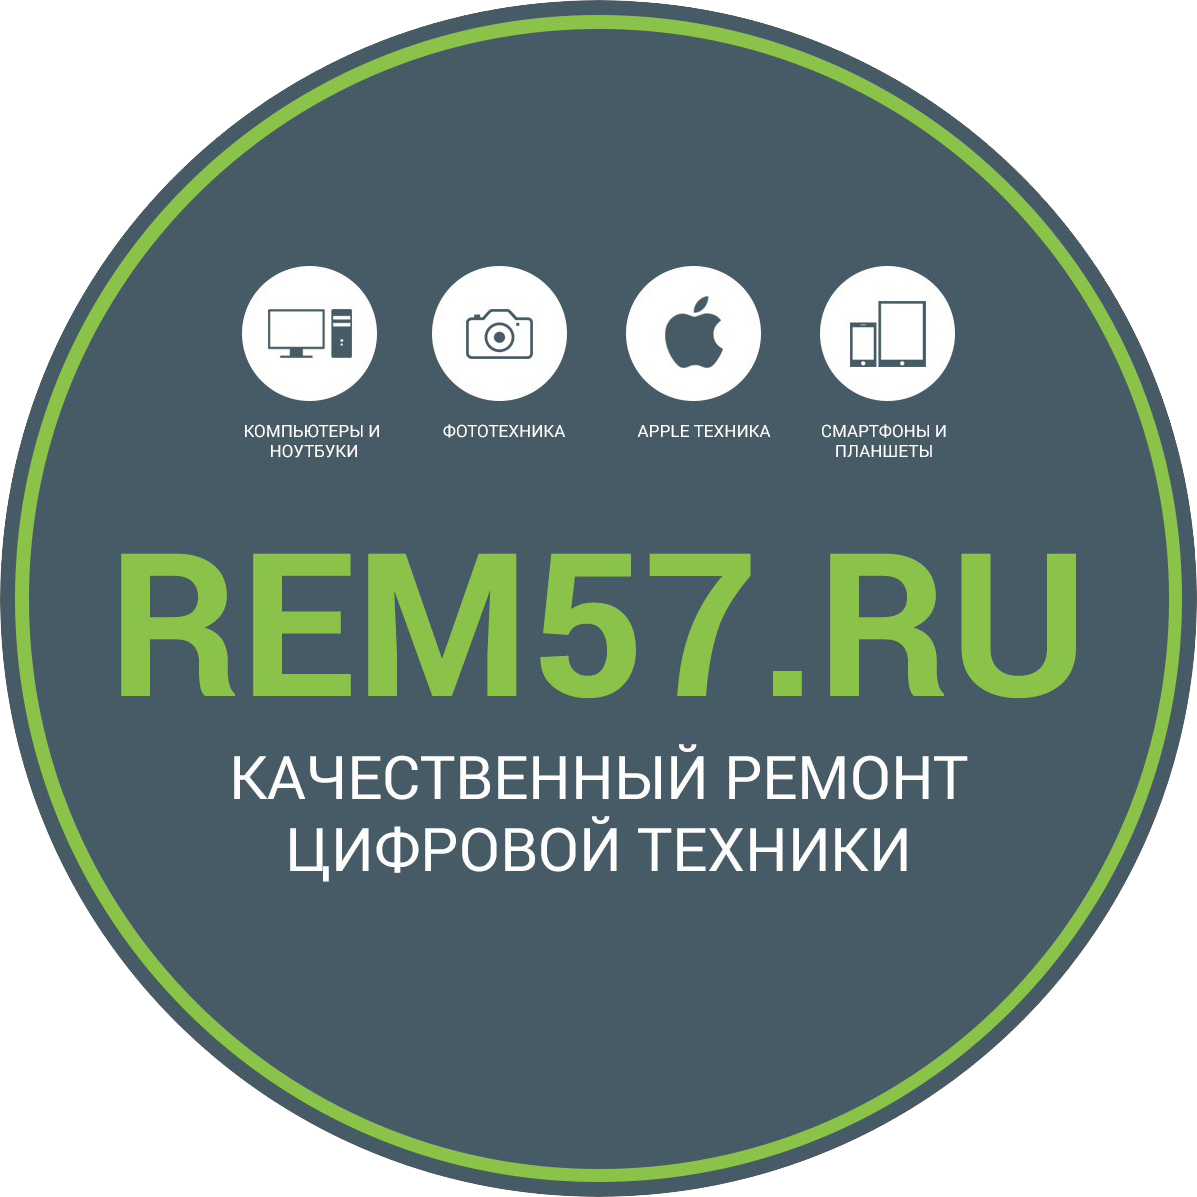 КОМПЬЮТЕРЫ И
НОУТБУКИ
ФОТОТЕХНИКА
APPLE ТЕХНИКА
СМАРТФОНЫ И
ПЛАНШЕТЫ
REM57.RU
КАЧЕСТВЕННЫЙ РЕМОНТ
ЦИФРОВОЙ ТЕХНИКИ